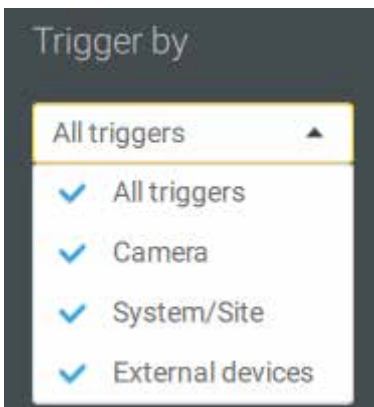 Trigger by
All triggers
All triggers
Camera
System/Site
External devices